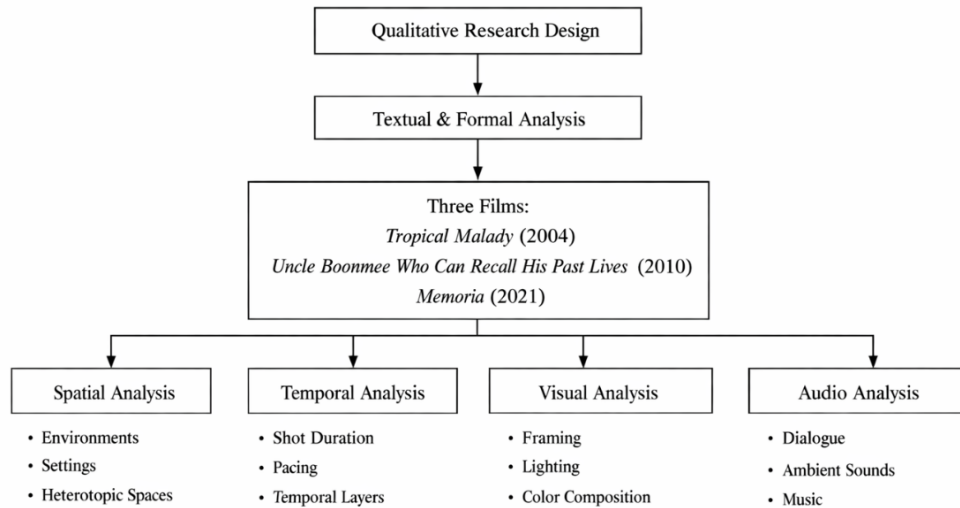 Qualitative Research Design
Textual & Formal Analysis
Three Films:
Tropical Malady (2004)
Uncle Boonmee Who Can Recall His Past Lives (2010)
Memoria (2021)
Spatial Analysis
• Environments
• Settings
• Heterotopic Spaces
Temporal Analysis
• Shot Duration
• Pacing
• Temporal Layers
Visual Analysis
• Framing
• Lighting
• Color Composition
Audio Analysis
• Dialogue
• Ambient Sounds
• Music